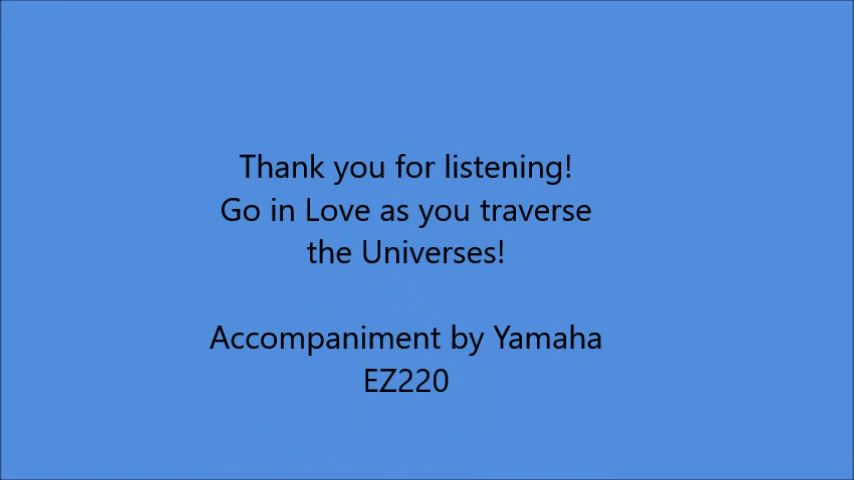 Thank you for listening!
Go in Love as you traverse
the Universes!
Accompaniment by Yamaha
EZ220